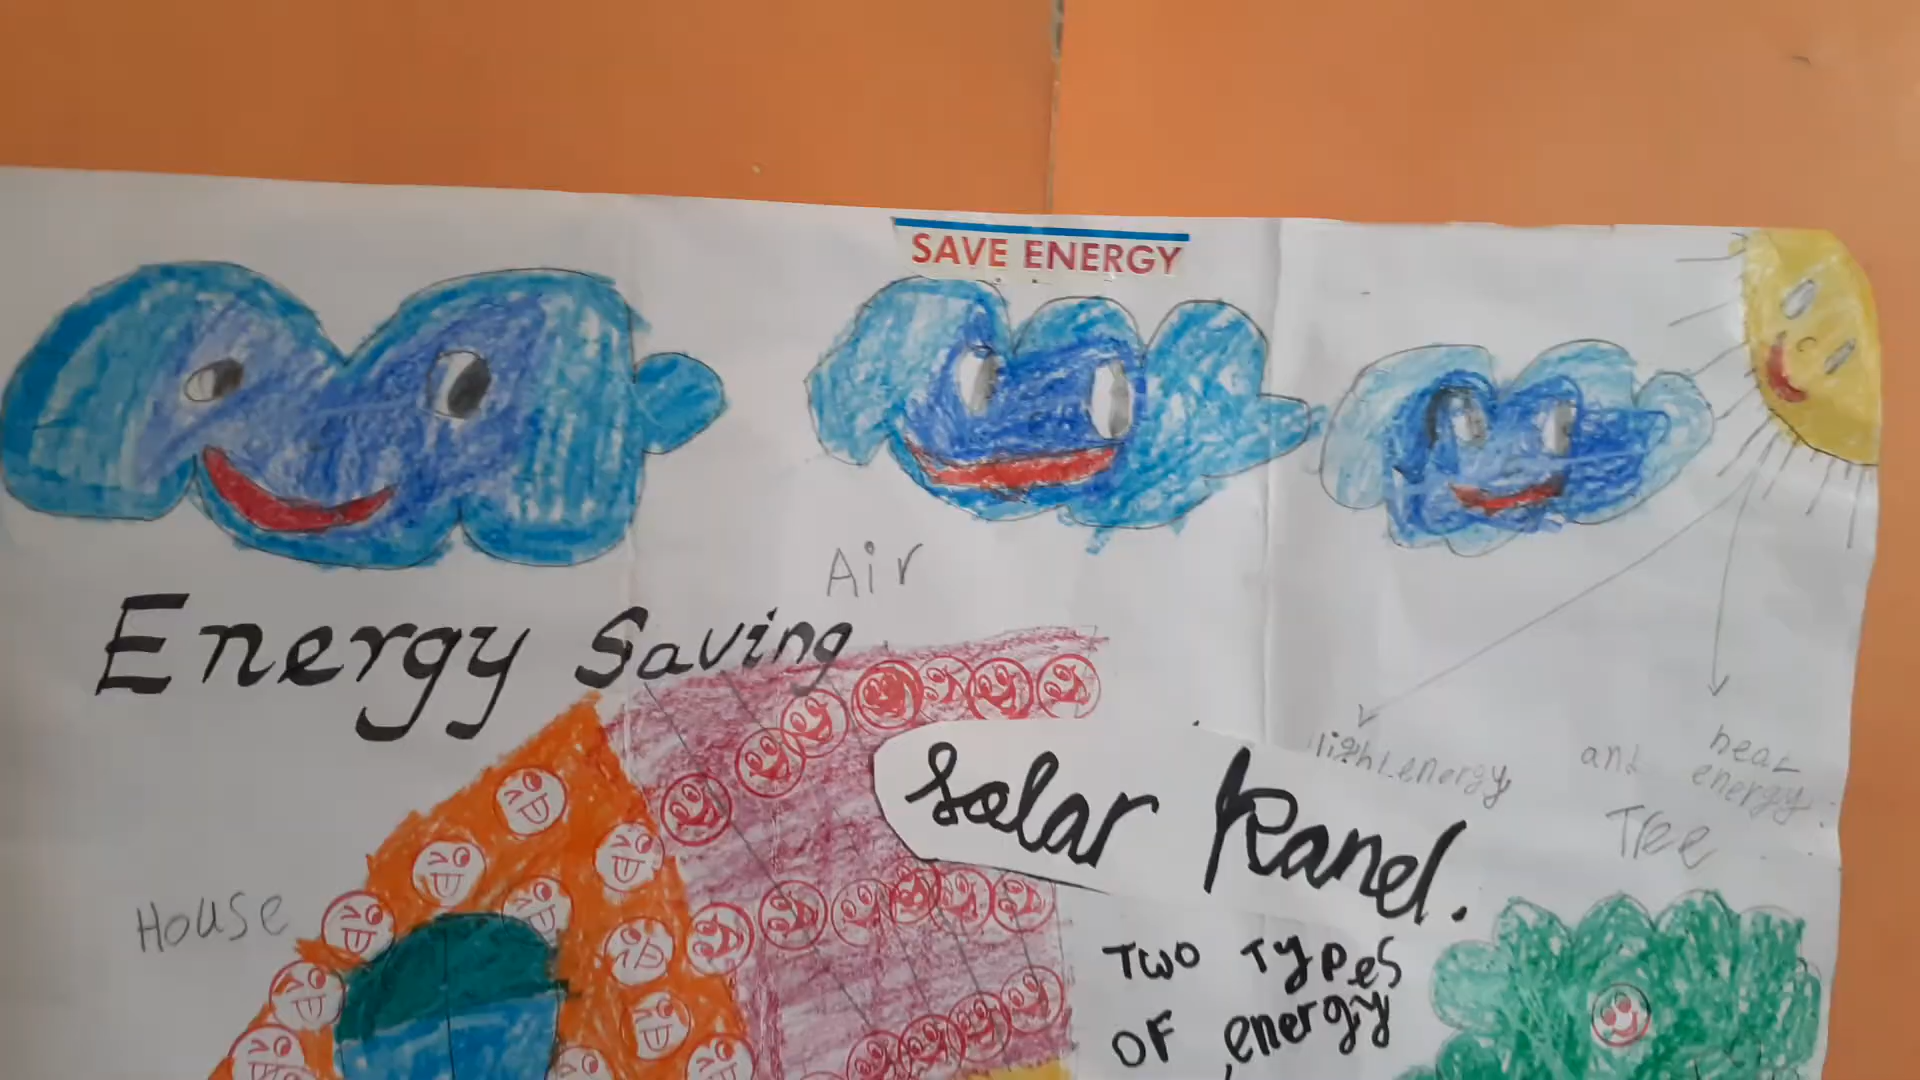 SAVE ENERGY
Air
Energy Saving
Solar Panel.
light energy and heat energy.
Tree
House
Two Types
OF energy